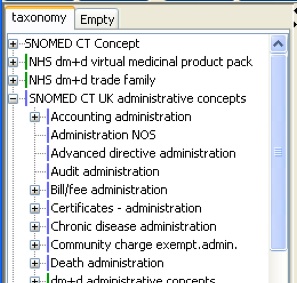 taxonomy Empty
SNOMED CT Concept
NHS dm+d virtual medicinal product pack
NHS dm+d trade family
SNOMED CT UK administrative concepts
Accounting administration
Administration NOS
Advanced directive administration
Audit administration
Bill/fee administration
Certificates - administration
Chronic disease administration
Community charge exempt.admin.
Death administration
dm+d administrative concepts